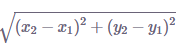 √(x₂ − x₁)² + (y₂ − y₁)²